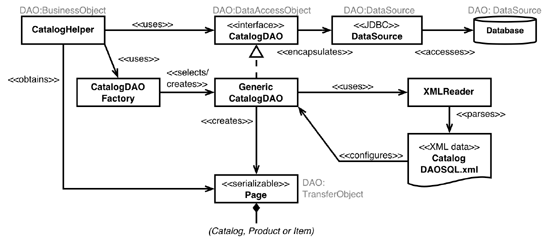 DAO:BusinessObject
DAO:DataAccessObject
DAO:DataSource
DAO: DataSource
CatalogHelper
<<uses>>
<<interface>>
CatalogDAO
<<JDBC>>
DataSource
Database
<<uses>>
<<encapsulates>>
<<accesses>>
<<obtains>>
CatalogDAO
Factory
<<selects/
creates>>
Generic
CatalogDAO
<<uses>>
XMLReader
<<creates>>
<<parses>>
<<configures>>
<<XML data>>
Catalog
DAOSQL.xml
<<serializable>>
Page
DAO:
TransferObject
(Catalog, Product or Item)